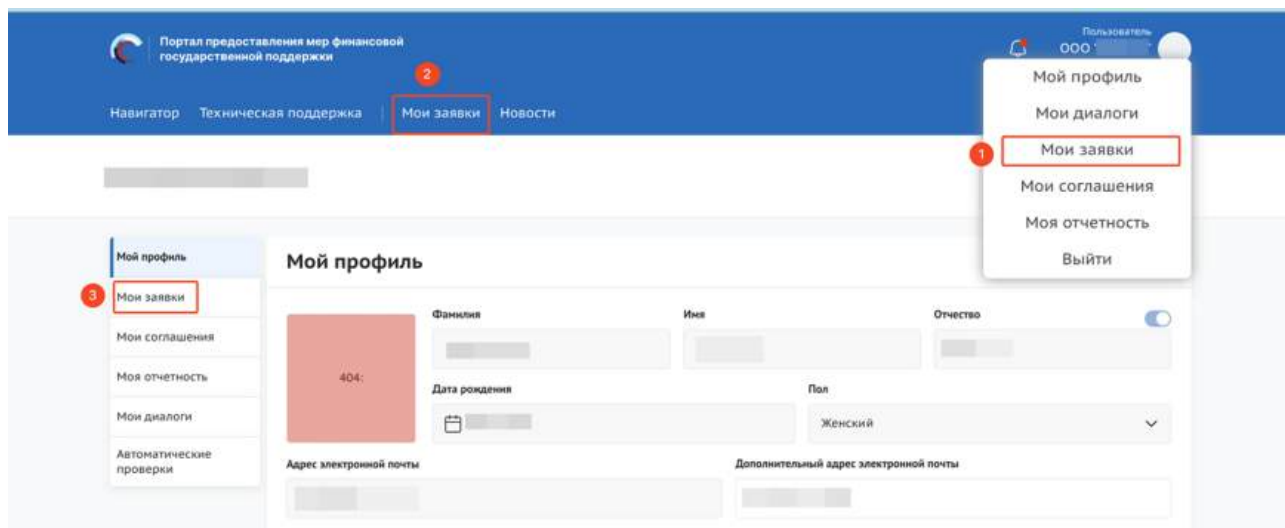 Портал предоставления мер финансовой
государственной поддержки
Пользователь
ООО
2
Навигатор Техническая поддержка Мои заявки Новости
Мой профиль
Мои диалоги
1 Мои заявки
Мои соглашения
Моя отчетность
Выйти
Мой профиль
3 Мои заявки
Мои соглашения
Моя отчетность
Мои диалоги
Автоматические
проверки
Мой профиль
404:
Фамилия Имя Отчество
Дата рождения Пол
Женский
Адрес электронной почты Дополнительный адрес электронной почты